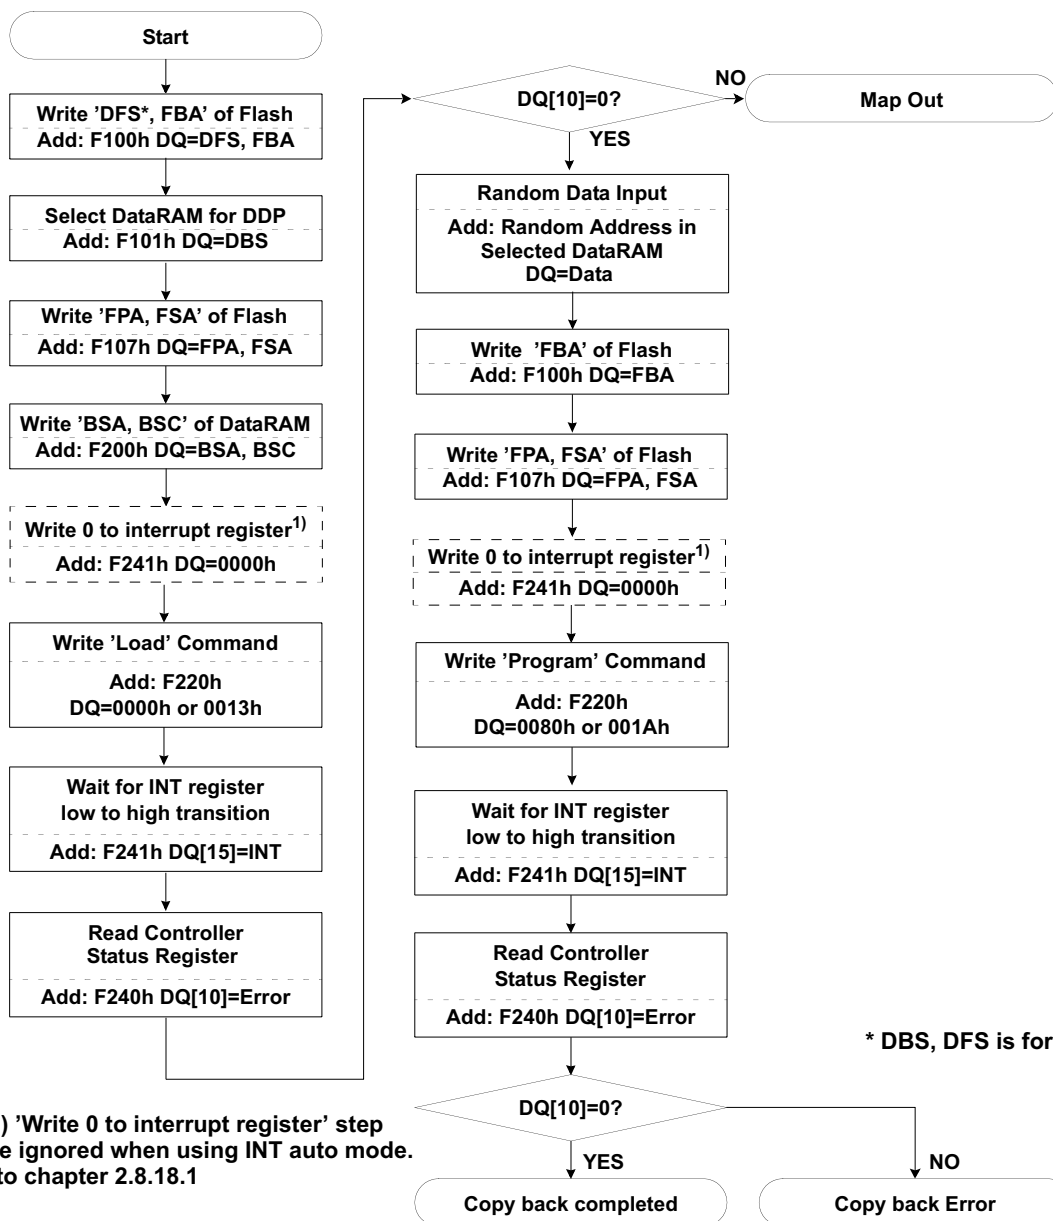 Start
Write 'DFS*, FBA' of Flash
Add: F100h DQ=DFS, FBA
Select DataRAM for DDP
Add: F101h DQ=DBS
Write 'FPA, FSA' of Flash
Add: F107h DQ=FPA, FSA
Write 'BSA, BSC' of DataRAM
Add: F200h DQ=BSA, BSC
Write 0 to interrupt register1)
Add: F241h DQ=0000h
Write 'Load' Command
Add: F220h
DQ=0000h or 0013h
Wait for INT register
low to high transition
Add: F241h DQ[15]=INT
Read Controller
Status Register
Add: F240h DQ[10]=Error
DQ[10]=0?
NO
Map Out
YES
Random Data Input
Add: Random Address in
Selected DataRAM
DQ=Data
Write 'FBA' of Flash
Add: F100h DQ=FBA
Write 'FPA, FSA' of Flash
Add: F107h DQ=FPA, FSA
Write 0 to interrupt register1)
Add: F241h DQ=0000h
Write 'Program' Command
Add: F220h
DQ=0080h or 001Ah
Wait for INT register
low to high transition
Add: F241h DQ[15]=INT
Read Controller
Status Register
Add: F240h DQ[10]=Error
DQ[10]=0?
YES
NO
Copy back completed
Copy back Error
* DBS, DFS is for
) 'Write 0 to interrupt register' step
e ignored when using INT auto mode.
to chapter 2.8.18.1